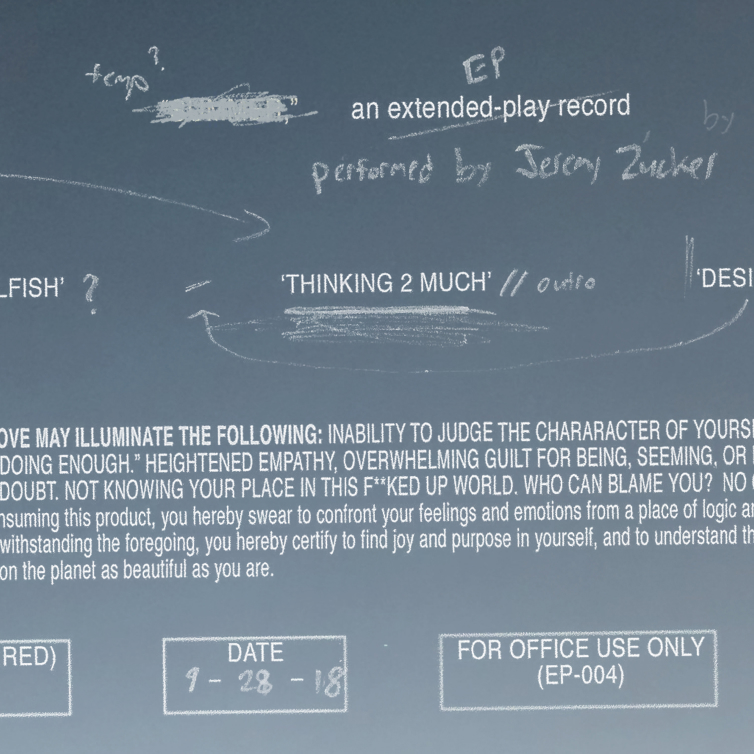 temp?
EP
an extended-play record
by
performed by Jeremy Zucker
LFISH' ? - 'THINKING 2 MUCH' // outro 'DESI
OVE MAY ILLUMINATE THE FOLLOWING: INABILITY TO JUDGE THE CHARARACTER OF YOURSE
DOING ENOUGH." HEIGHTENED EMPATHY, OVERWHELMING GUILT FOR BEING, SEEMING, OR
DOUBT. NOT KNOWING YOUR PLACE IN THIS F**KED UP WORLD. WHO CAN BLAME YOU? NO
nsuming this product, you hereby swear to confront your feelings and emotions from a place of logic an
withstanding the foregoing, you hereby certify to find joy and purpose in yourself, and to understand th
on the planet as beautiful as you are.
RED)
DATE
9 - 28 - 18
FOR OFFICE USE ONLY
(EP-004)